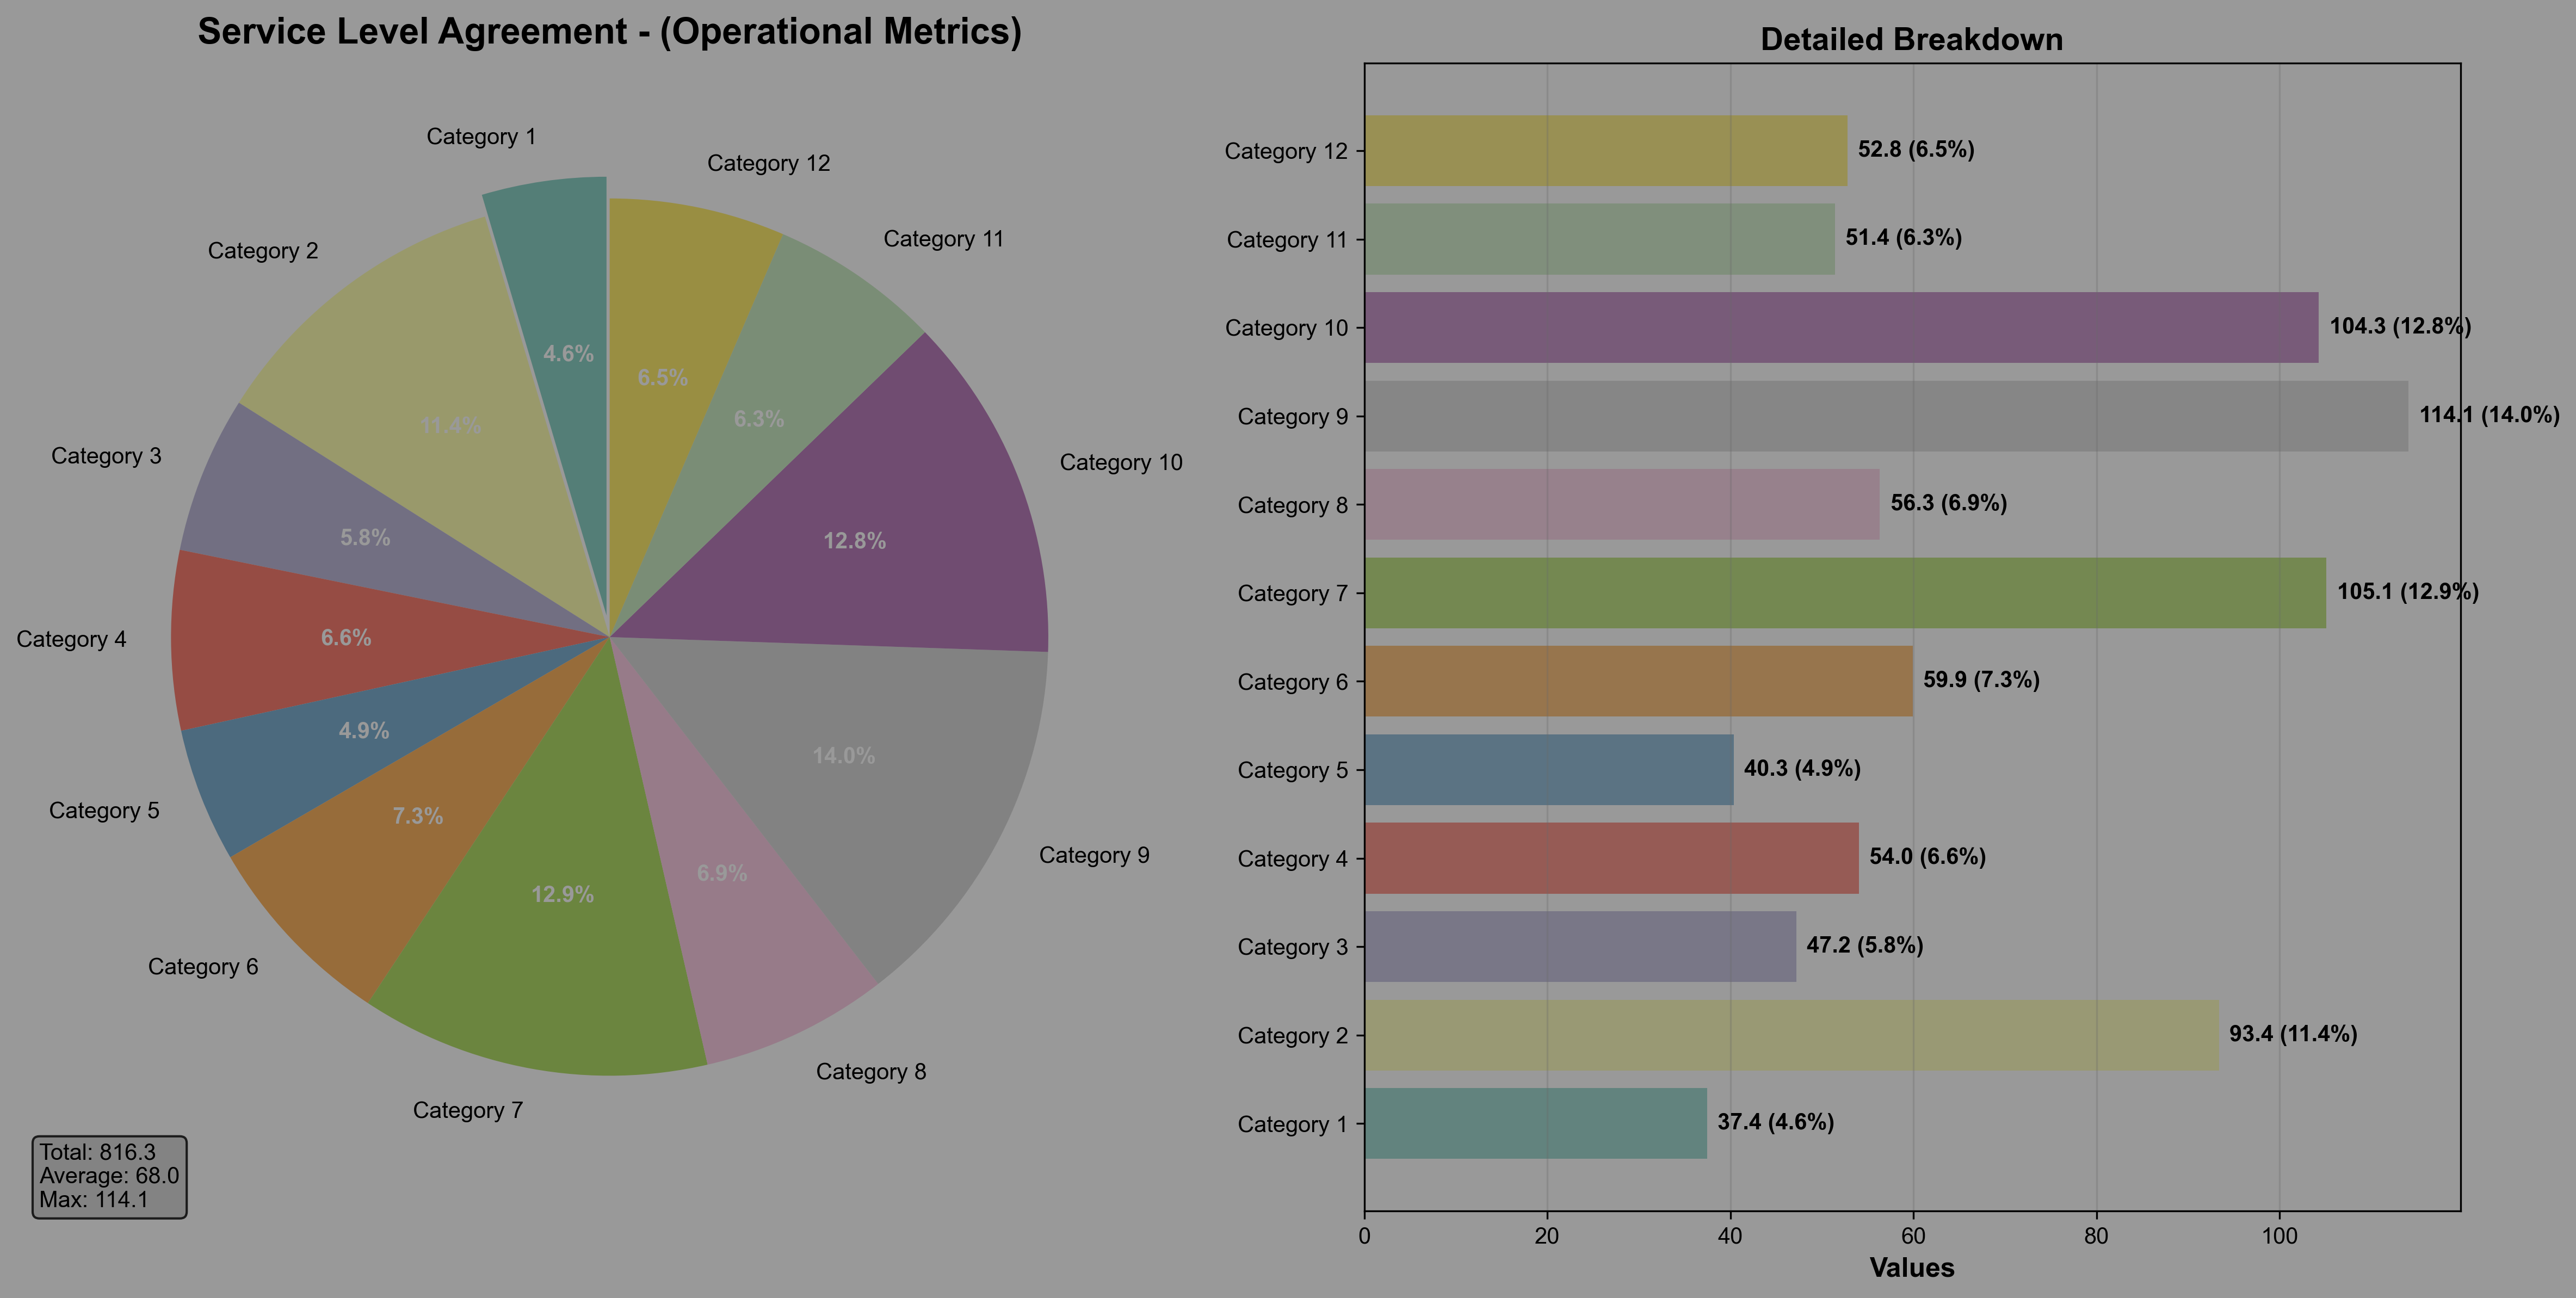 Service Level Agreement - (Operational Metrics)
Category 1
Category 12
Category 2
Category 11
Category 3
Category 10
Category 4
Category 5
Category 9
Category 6
Category 8
Category 7
4.6%
6.5%
11.4%
6.3%
5.8%
12.8%
6.6%
4.9%
14.0%
7.3%
6.9%
12.9%
Total: 816.3
Average: 68.0
Max: 114.1
Detailed Breakdown
Category 12 52.8 (6.5%)
Category 11 51.4 (6.3%)
Category 10 104.3 (12.8%)
Category 9 114.1 (14.0%)
Category 8 56.3 (6.9%)
Category 7 105.1 (12.9%)
Category 6 59.9 (7.3%)
Category 5 40.3 (4.9%)
Category 4 54.0 (6.6%)
Category 3 47.2 (5.8%)
Category 2 93.4 (11.4%)
Category 1 37.4 (4.6%)
0 20 40 60 80 100
Values